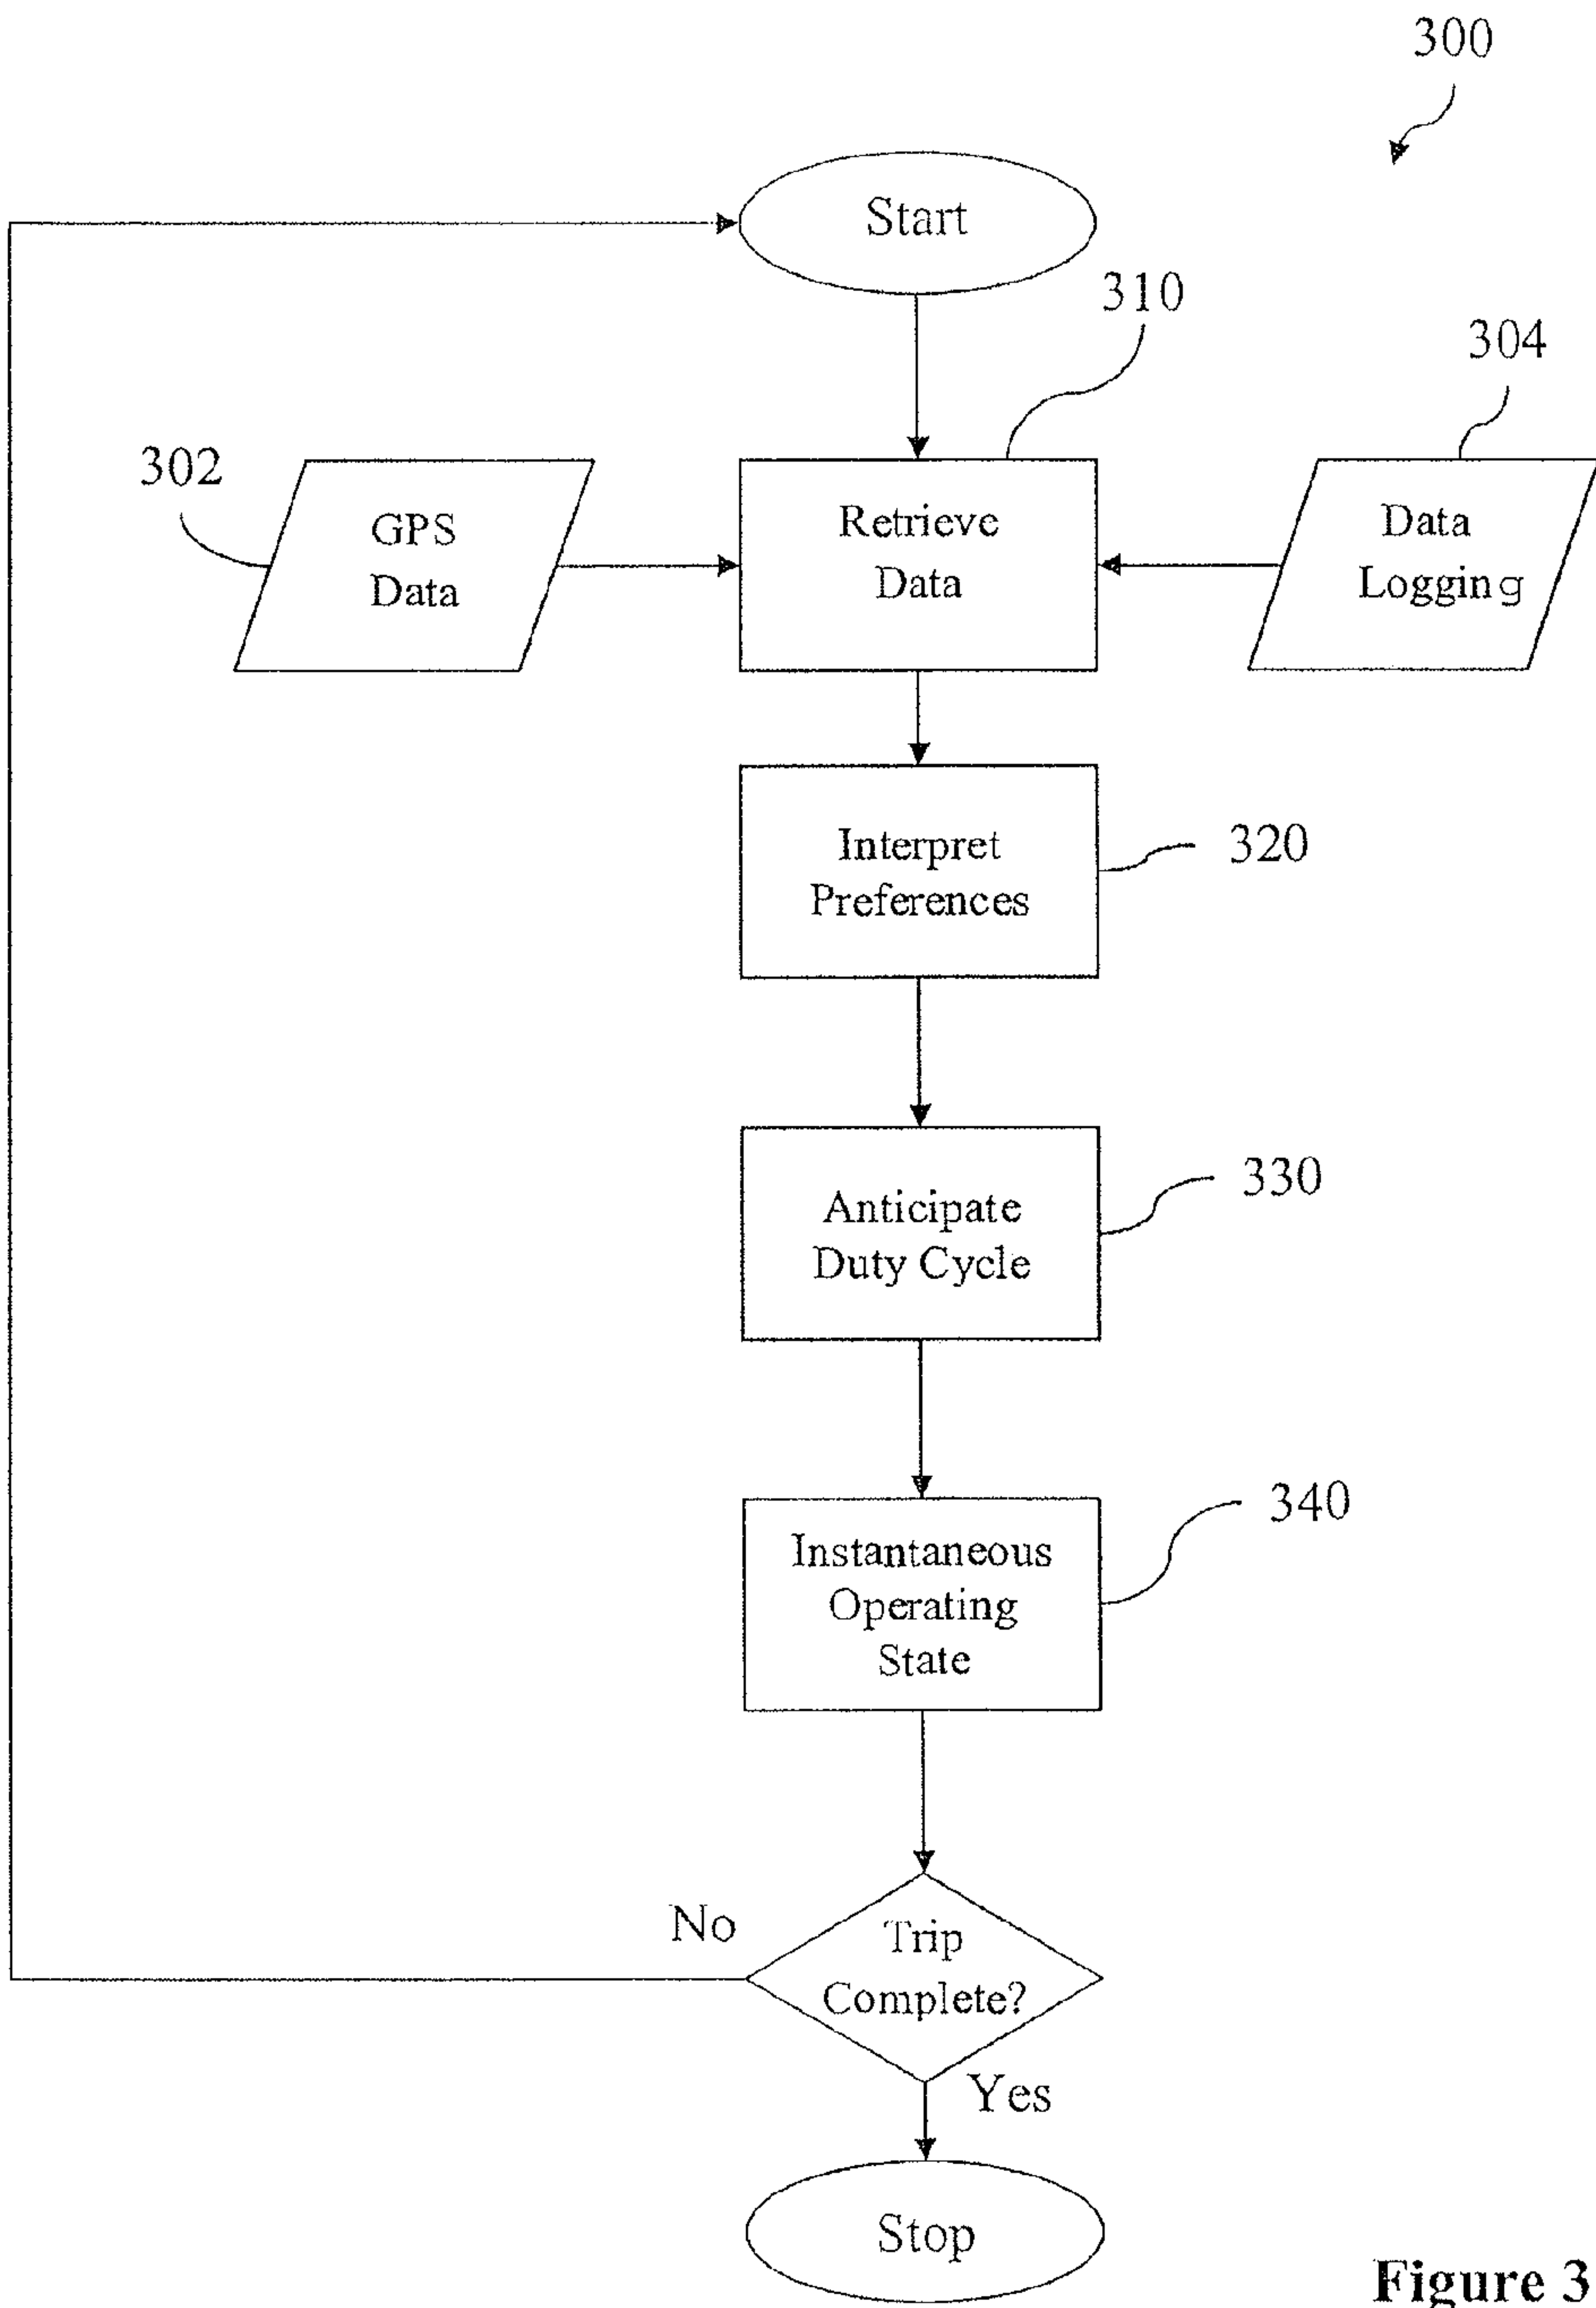 300
Start
310
304
302
GPS
Data
Retrieve
Data
Data
Logging
Interpret
Preferences
320
Anticipate
Duty Cycle
330
Instantaneous
Operating
State
340
No
Trip
Complete?
Yes
Stop
Figure 3